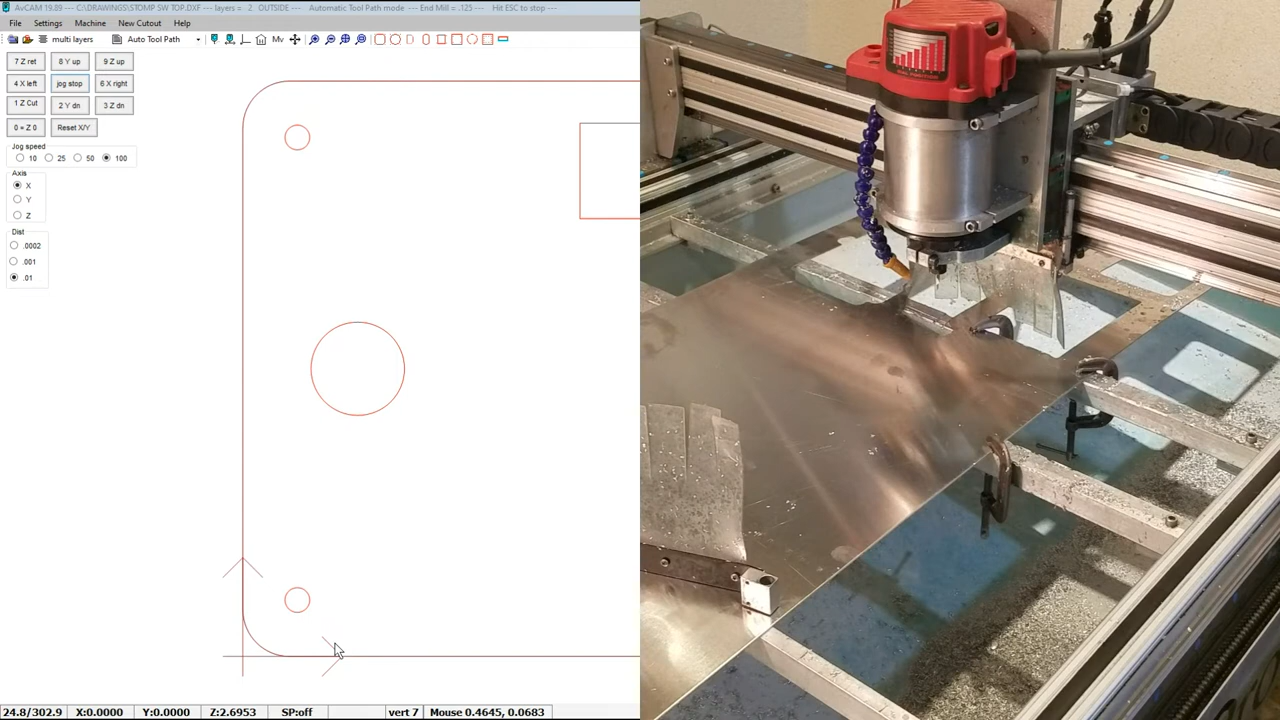 AvCAM 19.89 --- C:\DRAWINGS\STOMP SW TOP.DXF --- layers = 2 OUTSIDE --- Automatic Tool Path mode --- End Mill = .125 --- Hit ESC to stop ---
File Settings Machine New Cutout Help
multi layers Auto Tool Path Mv
7 Z ret 8 Y up 9 Z up
4 X left jog stop 6 X right
1 Z Cut 2 Y dn 3 Z dn
0 = Z 0 Reset X/Y
Jog speed
10 25 50 100
Axis
X
Y
Z
Dist
.0002
.001
.01
24.8/302.9 X:0.0000 Y:0.0000 Z:2.6953 SP:off vert 7 Mouse 0.4645, 0.0683